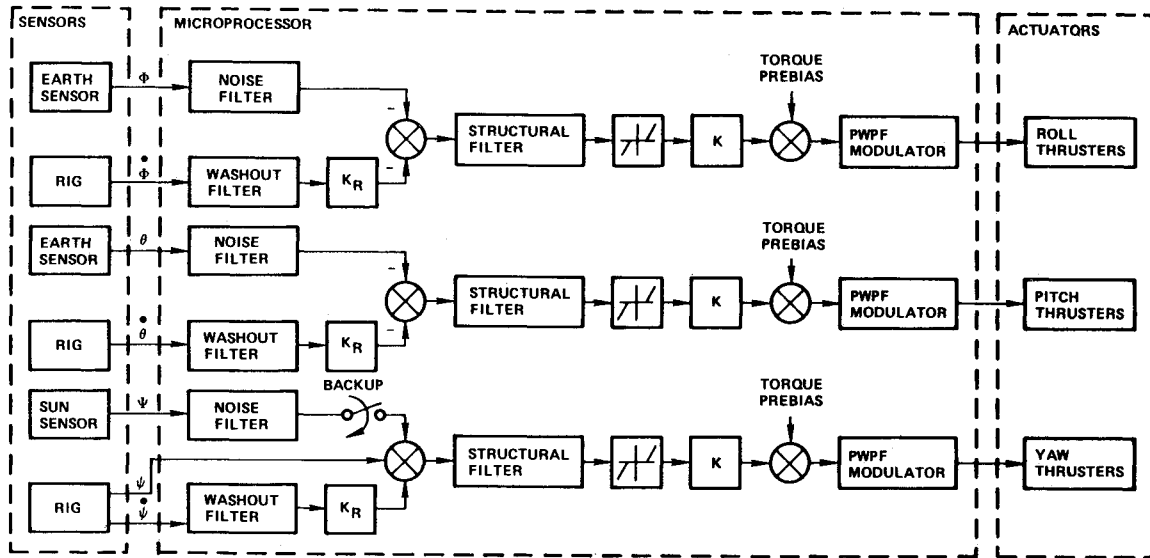 SENSORS
MICROPROCESSOR
ACTUATORS
EARTH
SENSOR
Φ
NOISE
FILTER
−
TORQUE
PREBIAS
STRUCTURAL
FILTER
K
PWPF
MODULATOR
ROLL
THRUSTERS
RIG
Φ̇
WASHOUT
FILTER
K_R
−
EARTH
SENSOR
θ
NOISE
FILTER
−
TORQUE
PREBIAS
STRUCTURAL
FILTER
K
PWPF
MODULATOR
PITCH
THRUSTERS
RIG
θ̇
WASHOUT
FILTER
K_R
−
SUN
SENSOR
Ψ
NOISE
FILTER
BACKUP
TORQUE
PREBIAS
STRUCTURAL
FILTER
K
PWPF
MODULATOR
YAW
THRUSTERS
RIG
ψ
ψ̇
WASHOUT
FILTER
K_R